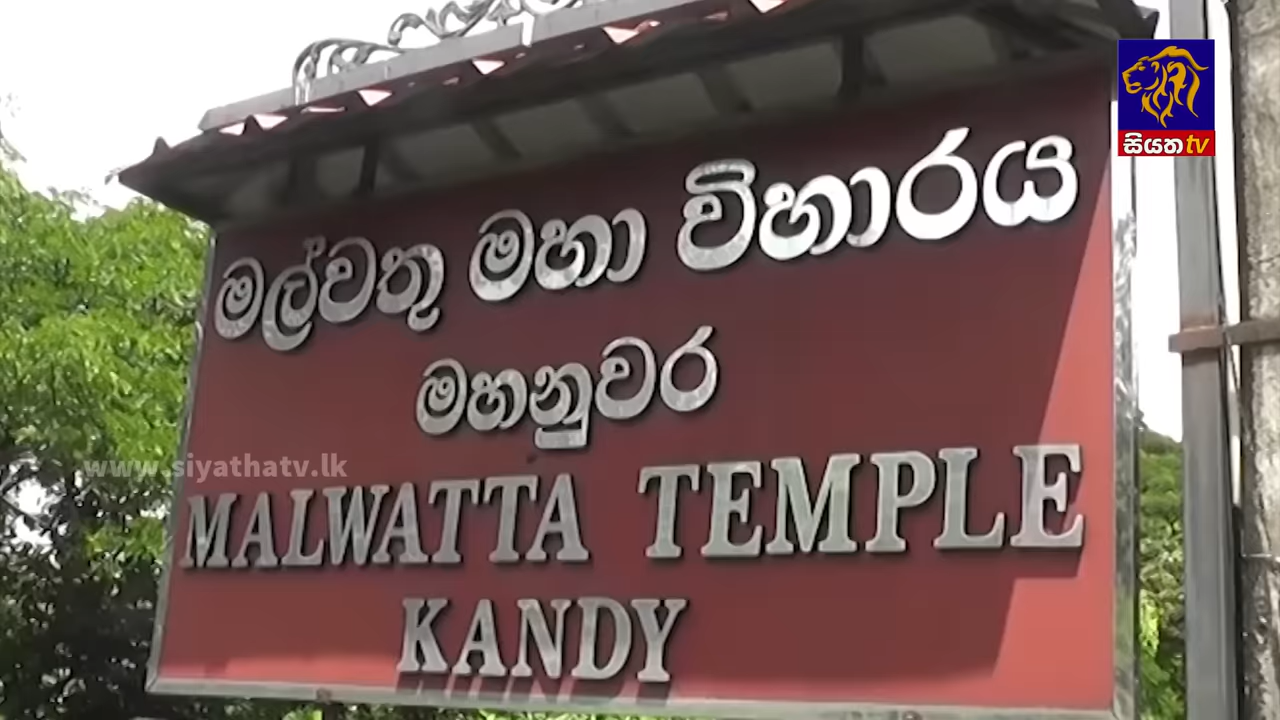 සියත tv
මල්වතු මහා විහාරය
මහනුවර
www.siyathatv.lk
MALWATTA TEMPLE
KANDY